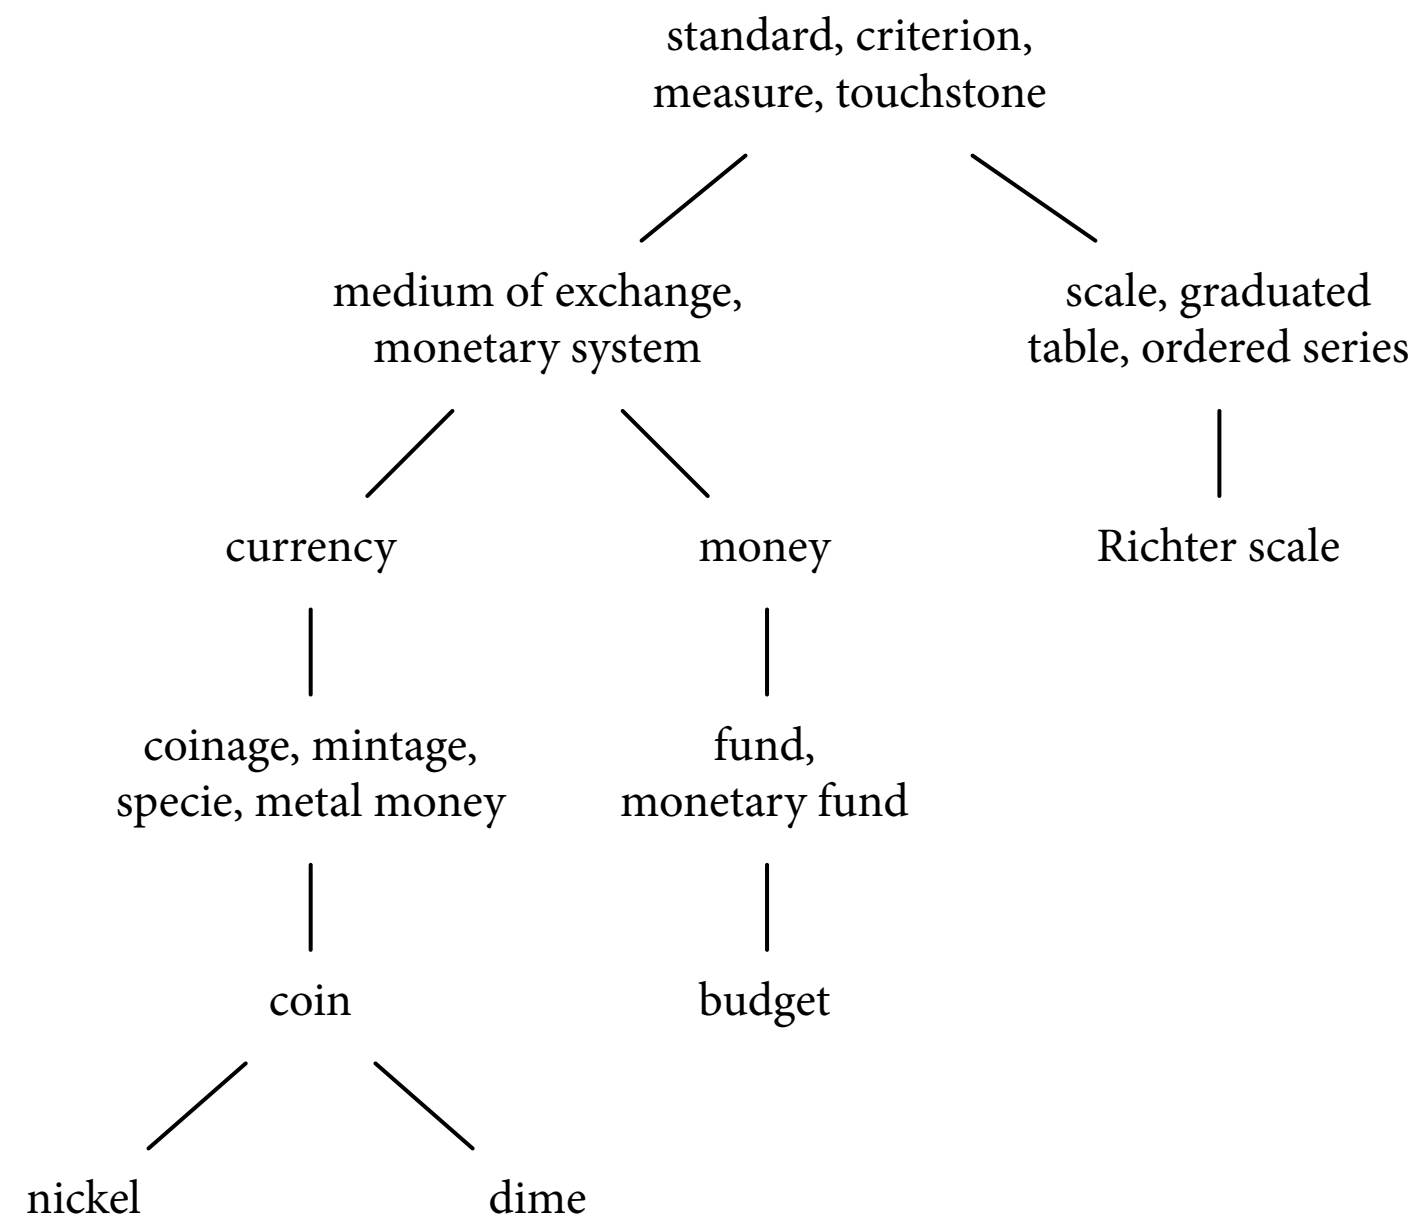 standard, criterion,
measure, touchstone
medium of exchange,
monetary system
scale, graduated
table, ordered series
currency
money
Richter scale
coinage, mintage,
specie, metal money
fund,
monetary fund
coin
budget
nickel
dime